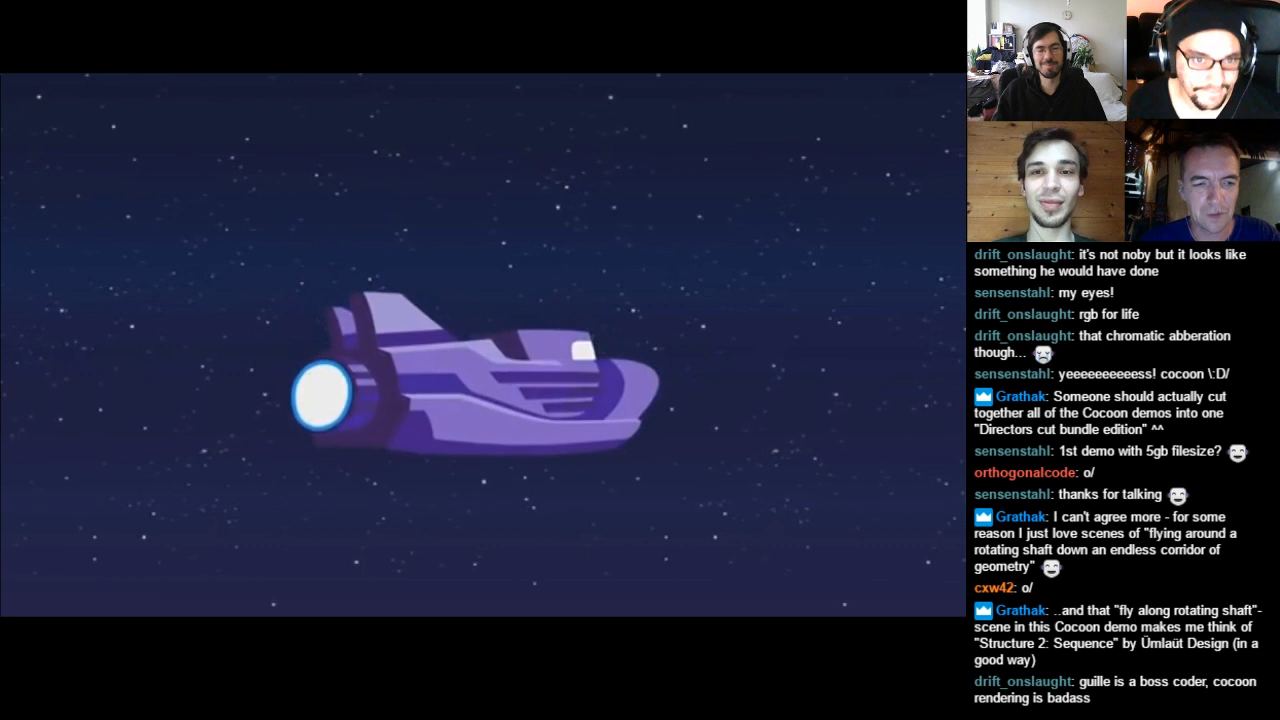 drift_onslaught: it's not noby but it looks like
something he would have done
sensenstahl: my eyes!
drift_onslaught: rgb for life
drift_onslaught: that chromatic abberation
though...
sensenstahl: yeeeeeeeeeess! cocoon \:D/
Grathak: Someone should actually cut
together all of the Cocoon demos into one
"Directors cut bundle edition" ^^
sensenstahl: 1st demo with 5gb filesize?
orthogonalcode: o/
sensenstahl: thanks for talking
Grathak: I can't agree more - for some
reason I just love scenes of "flying around a
rotating shaft down an endless corridor of
geometry"
cxw42: o/
Grathak: ..and that "fly along rotating shaft"-
scene in this Cocoon demo makes me think of
"Structure 2: Sequence" by Ümlaüt Design (in a
good way)
drift_onslaught: guille is a boss coder, cocoon
rendering is badass